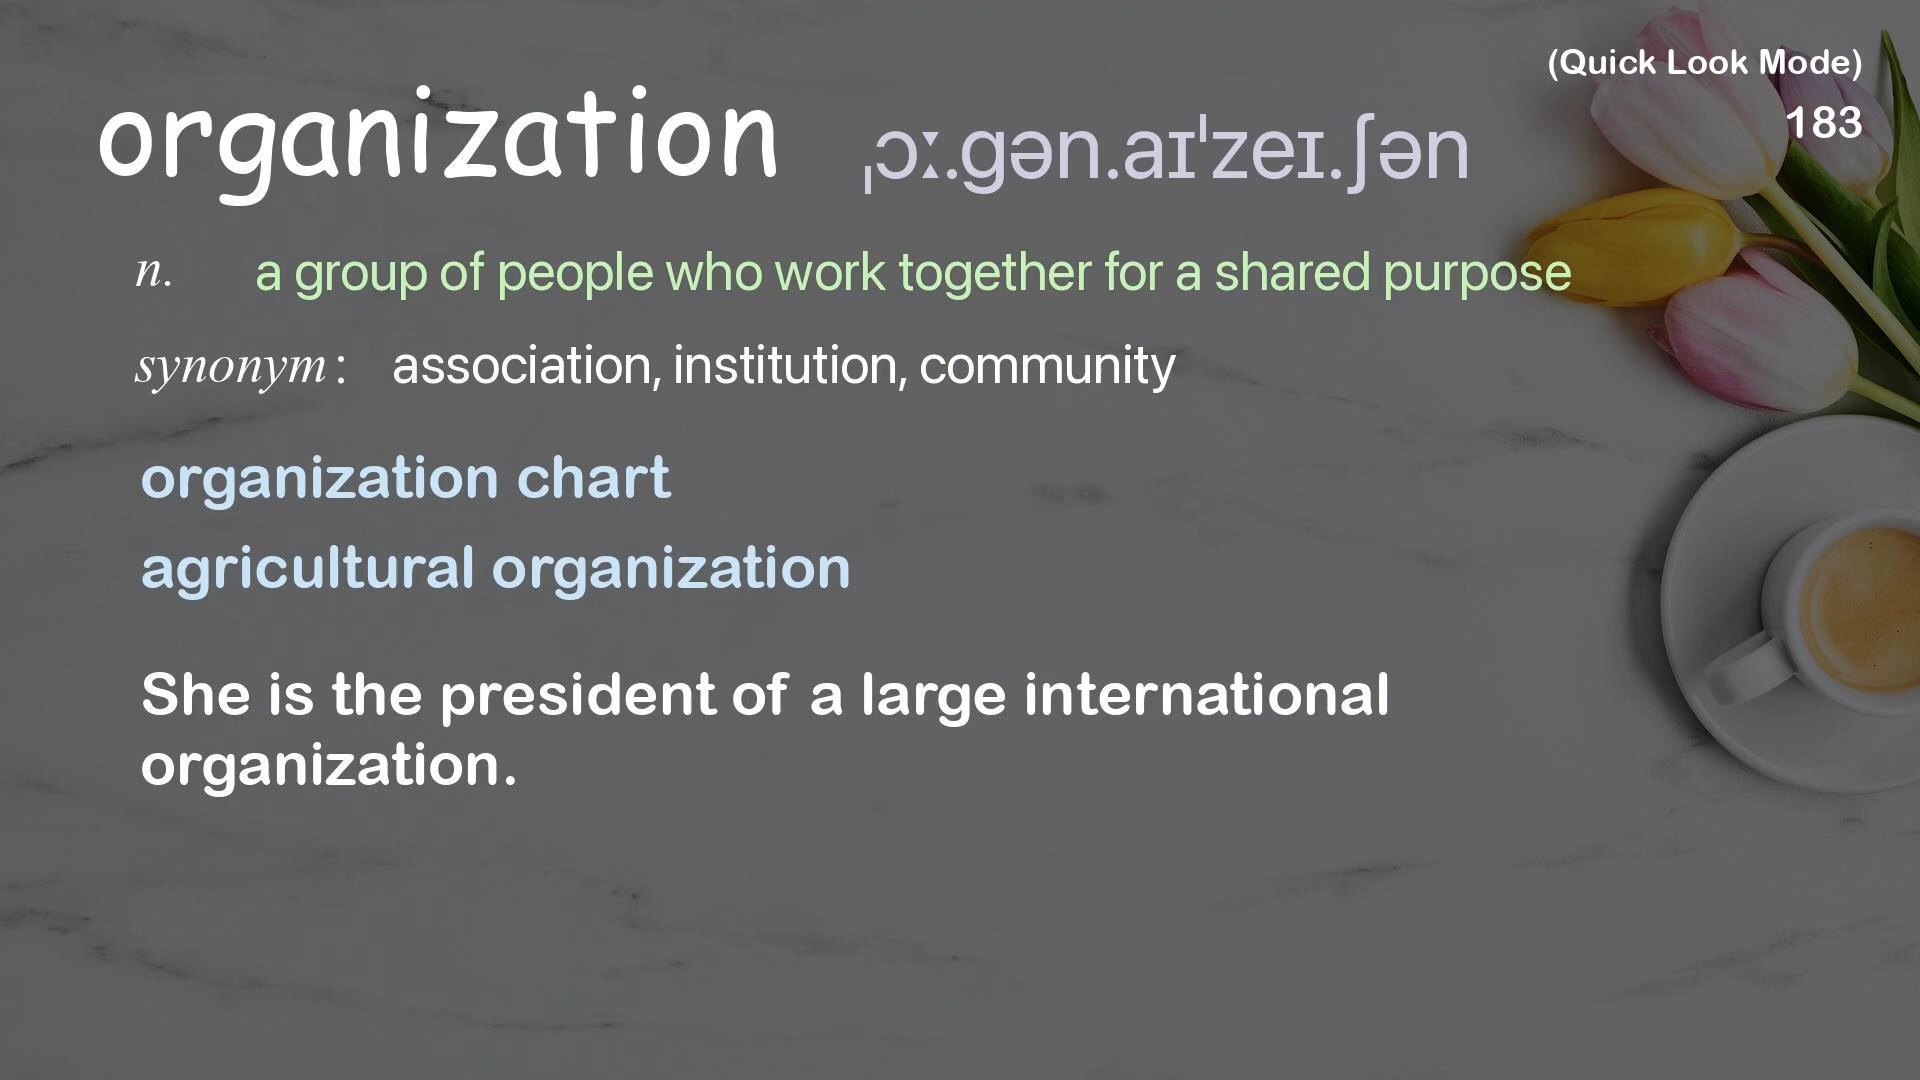 (Quick Look Mode)
183
organization ˌɔː.gən.aɪˈzeɪ.ʃən
n. a group of people who work together for a shared purpose
synonym: association, institution, community
organization chart
agricultural organization
She is the president of a large international
organization.